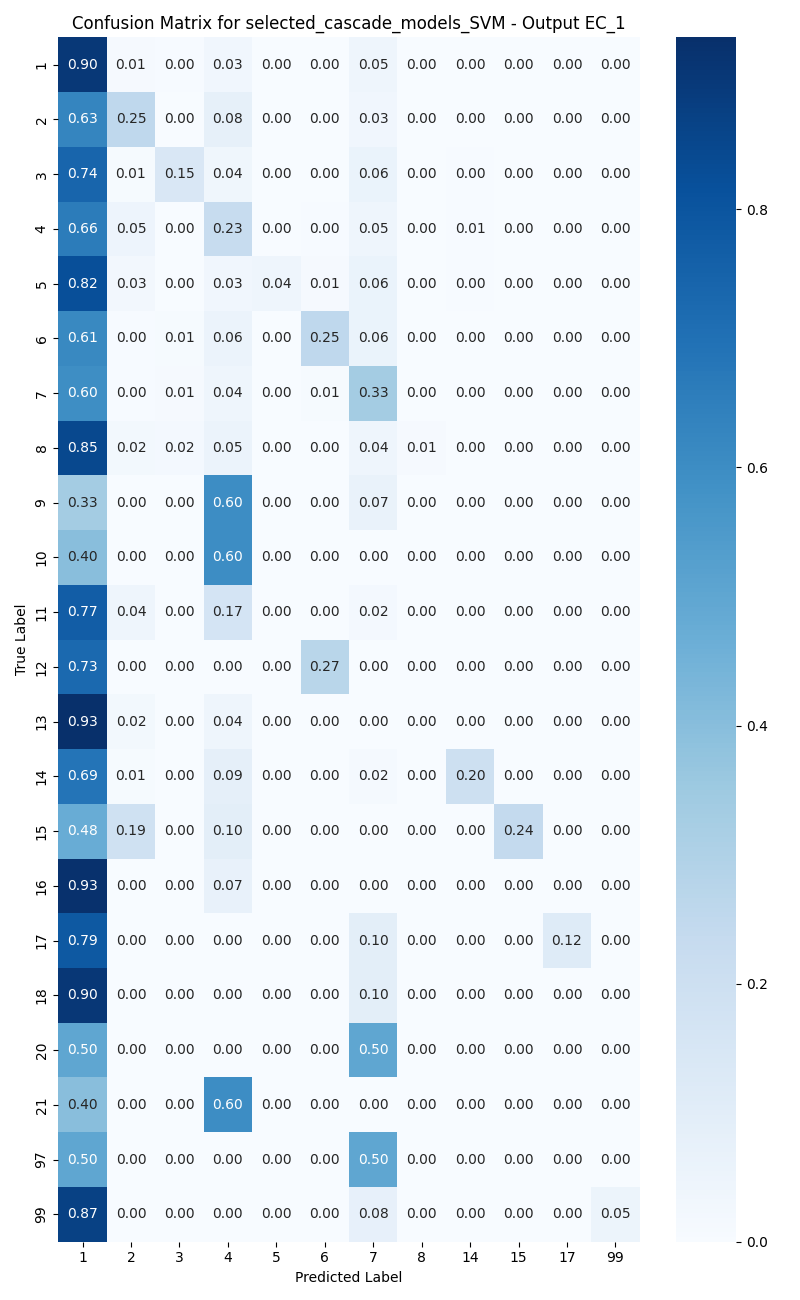 Confusion Matrix for selected_cascade_models_SVM - Output EC_1
1 0.90 0.01 0.00 0.03 0.00 0.00 0.05 0.00 0.00 0.00 0.00 0.00
2 0.63 0.25 0.00 0.08 0.00 0.00 0.03 0.00 0.00 0.00 0.00 0.00
3 0.74 0.01 0.15 0.04 0.00 0.00 0.06 0.00 0.00 0.00 0.00 0.00
4 0.66 0.05 0.00 0.23 0.00 0.00 0.05 0.00 0.01 0.00 0.00 0.00
5 0.82 0.03 0.00 0.03 0.04 0.01 0.06 0.00 0.00 0.00 0.00 0.00
6 0.61 0.00 0.01 0.06 0.00 0.25 0.06 0.00 0.00 0.00 0.00 0.00
7 0.60 0.00 0.01 0.04 0.00 0.01 0.33 0.00 0.00 0.00 0.00 0.00
8 0.85 0.02 0.02 0.05 0.00 0.00 0.04 0.01 0.00 0.00 0.00 0.00
9 0.33 0.00 0.00 0.60 0.00 0.00 0.07 0.00 0.00 0.00 0.00 0.00
10 0.40 0.00 0.00 0.60 0.00 0.00 0.00 0.00 0.00 0.00 0.00 0.00
11 0.77 0.04 0.00 0.17 0.00 0.00 0.02 0.00 0.00 0.00 0.00 0.00
12 0.73 0.00 0.00 0.00 0.00 0.27 0.00 0.00 0.00 0.00 0.00 0.00
13 0.93 0.02 0.00 0.04 0.00 0.00 0.00 0.00 0.00 0.00 0.00 0.00
14 0.69 0.01 0.00 0.09 0.00 0.00 0.02 0.00 0.20 0.00 0.00 0.00
15 0.48 0.19 0.00 0.10 0.00 0.00 0.00 0.00 0.00 0.24 0.00 0.00
16 0.93 0.00 0.00 0.07 0.00 0.00 0.00 0.00 0.00 0.00 0.00 0.00
17 0.79 0.00 0.00 0.00 0.00 0.00 0.10 0.00 0.00 0.00 0.12 0.00
18 0.90 0.00 0.00 0.00 0.00 0.00 0.10 0.00 0.00 0.00 0.00 0.00
20 0.50 0.00 0.00 0.00 0.00 0.00 0.50 0.00 0.00 0.00 0.00 0.00
21 0.40 0.00 0.00 0.60 0.00 0.00 0.00 0.00 0.00 0.00 0.00 0.00
97 0.50 0.00 0.00 0.00 0.00 0.00 0.50 0.00 0.00 0.00 0.00 0.00
99 0.87 0.00 0.00 0.00 0.00 0.00 0.08 0.00 0.00 0.00 0.00 0.05
1 2 3 4 5 6 7 8 14 15 17 99
Predicted Label
True Label
0.8
0.6
0.4
0.2
0.0